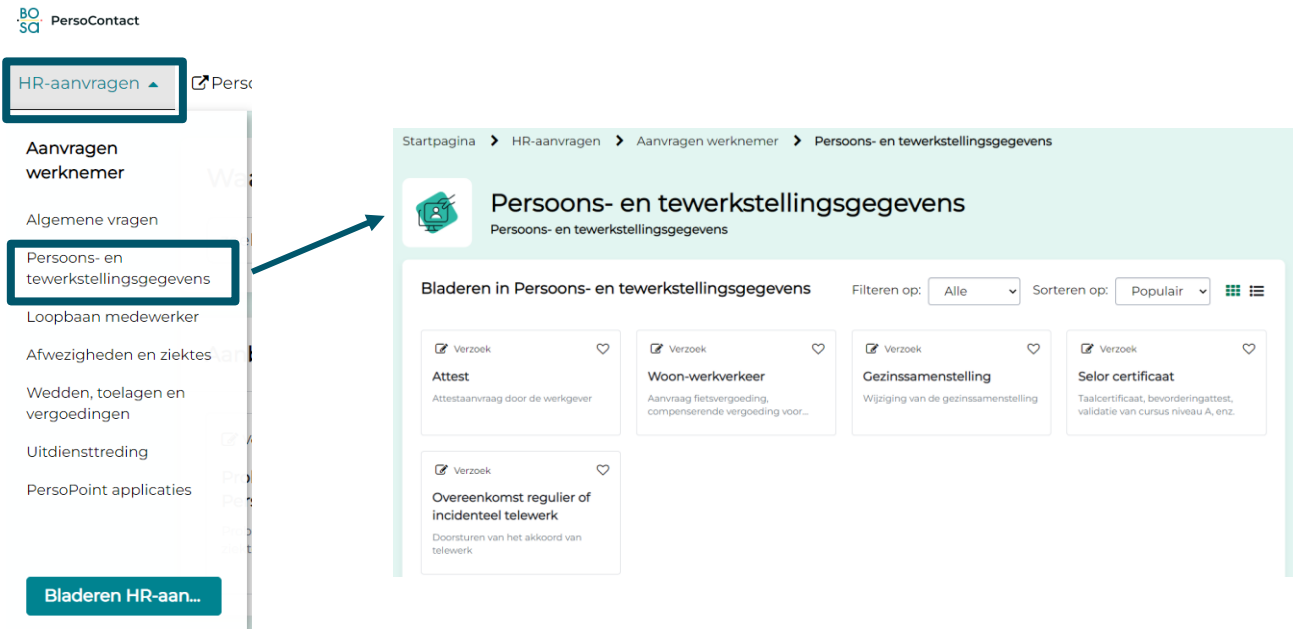 BO
SA
PersoContact
HR-aanvragen
Perso
Aanvragen
werknemer
Algemene vragen
Persoons- en
tewerkstellingsgegevens
Loopbaan medewerker
Afwezigheden en ziektes
Wedden, toelagen en
vergoedingen
Uitdiensttreding
PersoPoint applicaties
Bladeren HR-aan...
Startpagina HR-aanvragen Aanvragen werknemer Persoons- en tewerkstellingsgegevens
Persoons- en tewerkstellingsgegevens
Persoons- en tewerkstellingsgegevens
Bladeren in Persoons- en tewerkstellingsgegevens
Filteren op: Alle Sorteren op: Populair
Verzoek
Attest
Attestaanvraag door de werkgever
Verzoek
Woon-werkverkeer
Aanvraag fietsvergoeding,
compenserende vergoeding voor...
Verzoek
Gezinssamenstelling
Wijziging van de gezinssamenstelling
Verzoek
Selor certificaat
Taalcertificaat, bevorderingattest,
validatie van cursus niveau A, enz.
Verzoek
Overeenkomst regulier of
incidenteel telewerk
Doorsturen van het akkoord van
telewerk